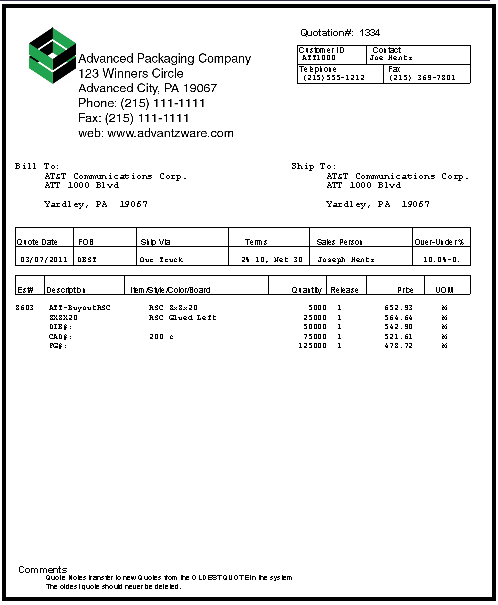 Quotation#: 1334
Customer ID Contact
ATT1000 Joe Hentz
Telephone Fax
(215)555-1212 (215) 369-7801
Advanced Packaging Company
123 Winners Circle
Advanced City, PA 19067
Phone: (215) 111-1111
Fax: (215) 111-1111
web: www.advantzware.com
Bill To: Ship To:
AT&T Communications Corp. AT&T Communications Corp.
ATT 1000 Blvd ATT 1000 Blvd
Yardley, PA 19067 Yardley, PA 19067
Quote Date FOB Ship Via Terms Sales Person Over-Under%
03/07/2011 DEST Our Truck 2% 10, Net 30 Joseph Hentz 10.0%-0.
Est# Description Item/Style/Color/Board Quantity Release Price UOM
8603 ATT-BuyoutRSC RSC 8x8x20 5000 1 652.93 M
8X8X20 RSC Glued Left 25000 1 564.64 M
DIE#: 50000 1 542.90 M
CAD#: 200 c 75000 1 521.61 M
FG#: 125000 1 478.72 M
Comments
Quote Notes transfer to new Quotes from the OLDEST QUOTE in the system
The oldest quote should never be deleted.